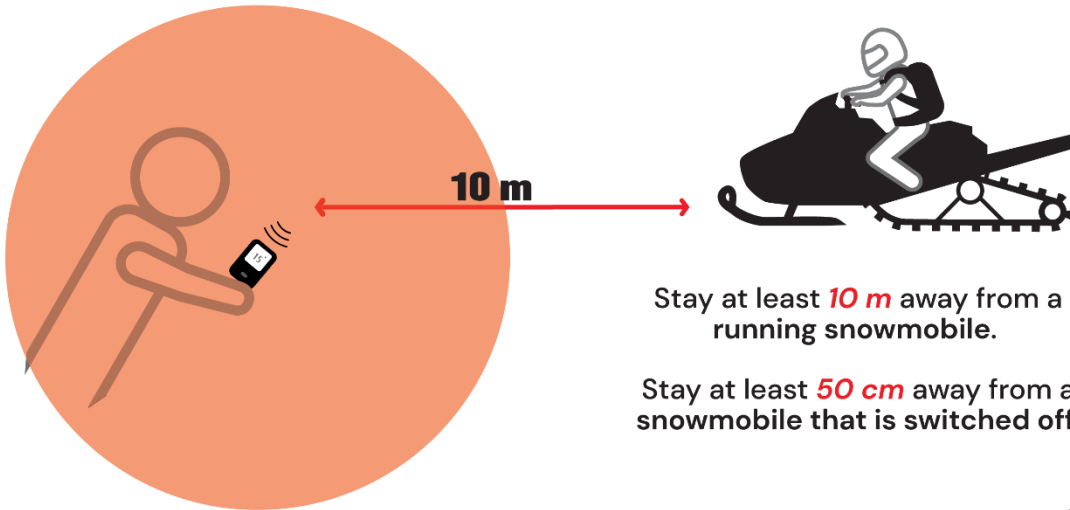 15
10 m
Stay at least 10 m away from a
running snowmobile.
Stay at least 50 cm away from a
snowmobile that is switched off